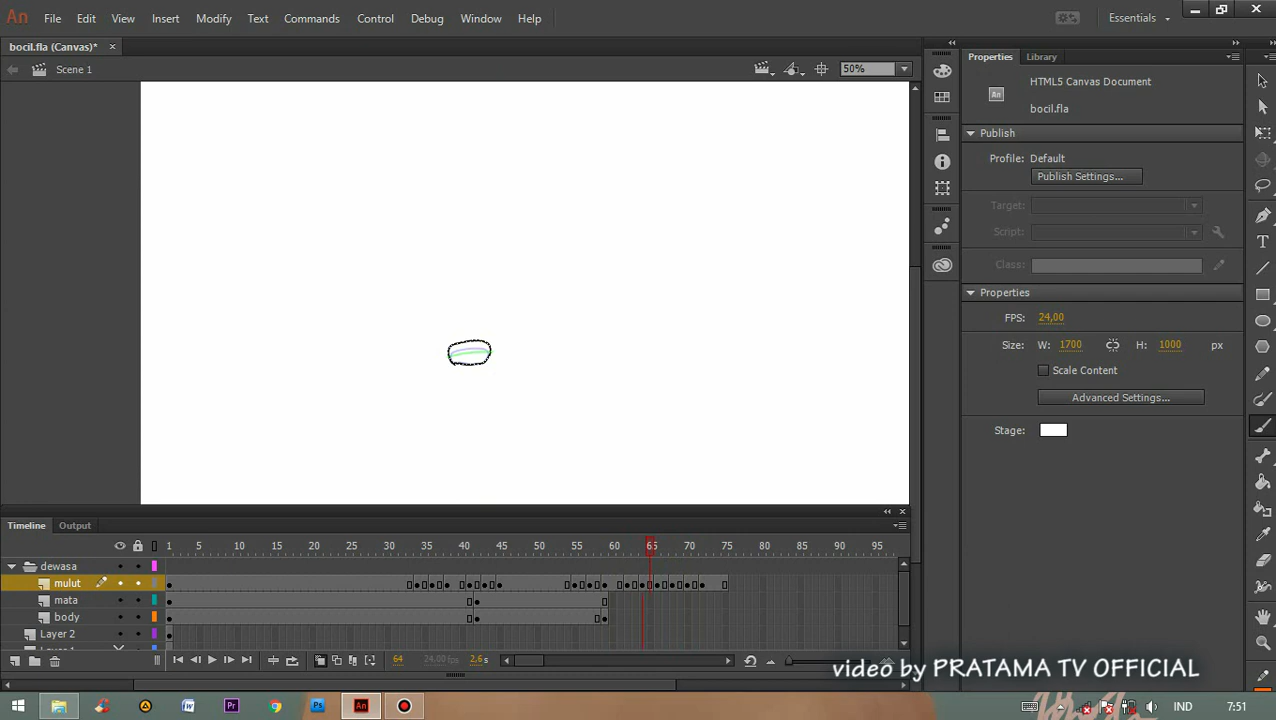 An File Edit View Insert Modify Text Commands Control Debug Window Help Essentials
bocil.fla (Canvas)* ×
Scene 1 50%
Properties Library
HTML5 Canvas Document
An
bocil.fla
Publish
Profile: Default
Publish Settings...
Target:
Script:
Class:
Properties
FPS: 24,00
Size: W: 1700 H: 1000 px
Scale Content
Advanced Settings...
Stage:
Timeline Output
1 5 10 15 20 25 30 35 40 45 50 55 60 65 70 75 80 85 90 95
dewasa
mulut
mata
body
Layer 2
64 24,00 fps 2,6 s
video by PRATAMA TV OFFICIAL
W Pr Ps An IND 7:51